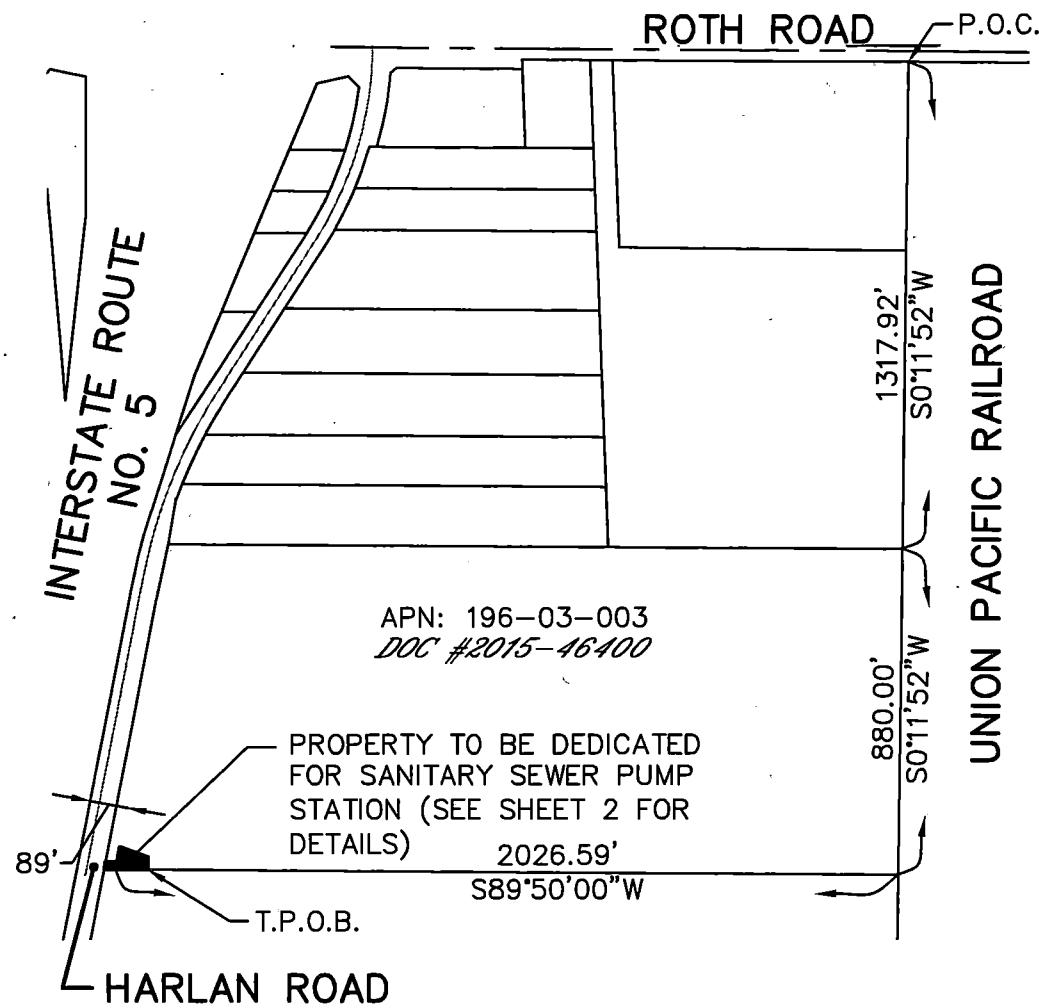 ROTH ROAD
P.O.C.
INTERSTATE ROUTE
NO. 5
1317.92'
S0°11'52"W
UNION PACIFIC RAILROAD
APN: 196-03-003
DOC #2015-46400
880.00'
S0°11'52"W
PROPERTY TO BE DEDICATED
FOR SANITARY SEWER PUMP
STATION (SEE SHEET 2 FOR
DETAILS)
89'
2026.59'
S89°50'00"W
T.P.O.B.
HARLAN ROAD